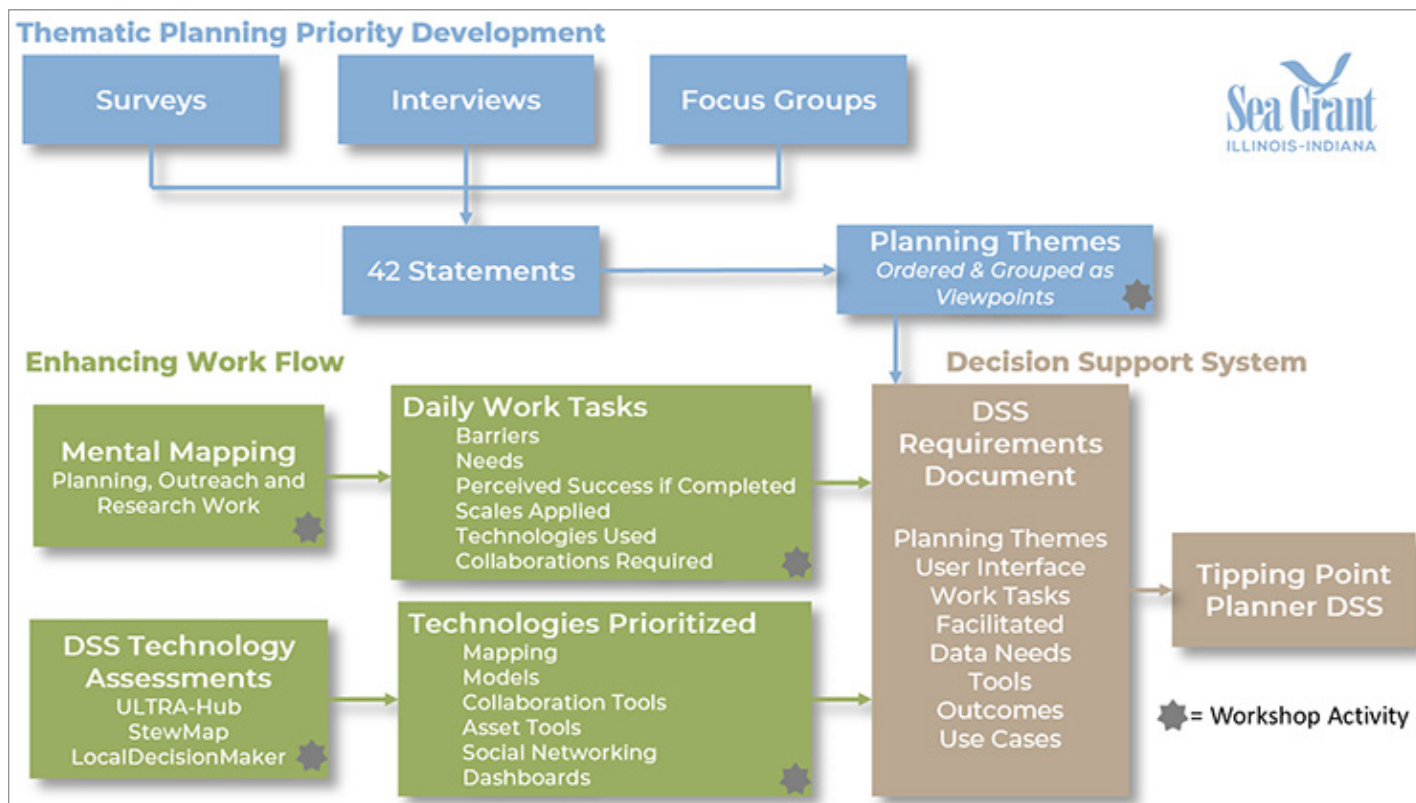 Thematic Planning Priority Development
Surveys
Interviews
Focus Groups
Sea Grant
ILLINOIS-INDIANA
42 Statements
Planning Themes
Ordered & Grouped as
Viewpoints
Enhancing Work Flow
Decision Support System
Mental Mapping
Planning, Outreach and
Research Work
Daily Work Tasks
Barriers
Needs
Perceived Success if Completed
Scales Applied
Technologies Used
Collaborations Required
DSS Technology
Assessments
ULTRA-Hub
StewMap
LocalDecisionMaker
Technologies Prioritized
Mapping
Models
Collaboration Tools
Asset Tools
Social Networking
Dashboards
DSS
Requirements
Document
Planning Themes
User Interface
Work Tasks
Facilitated
Data Needs
Tools
Outcomes
Use Cases
Tipping Point
Planner DSS
= Workshop Activity